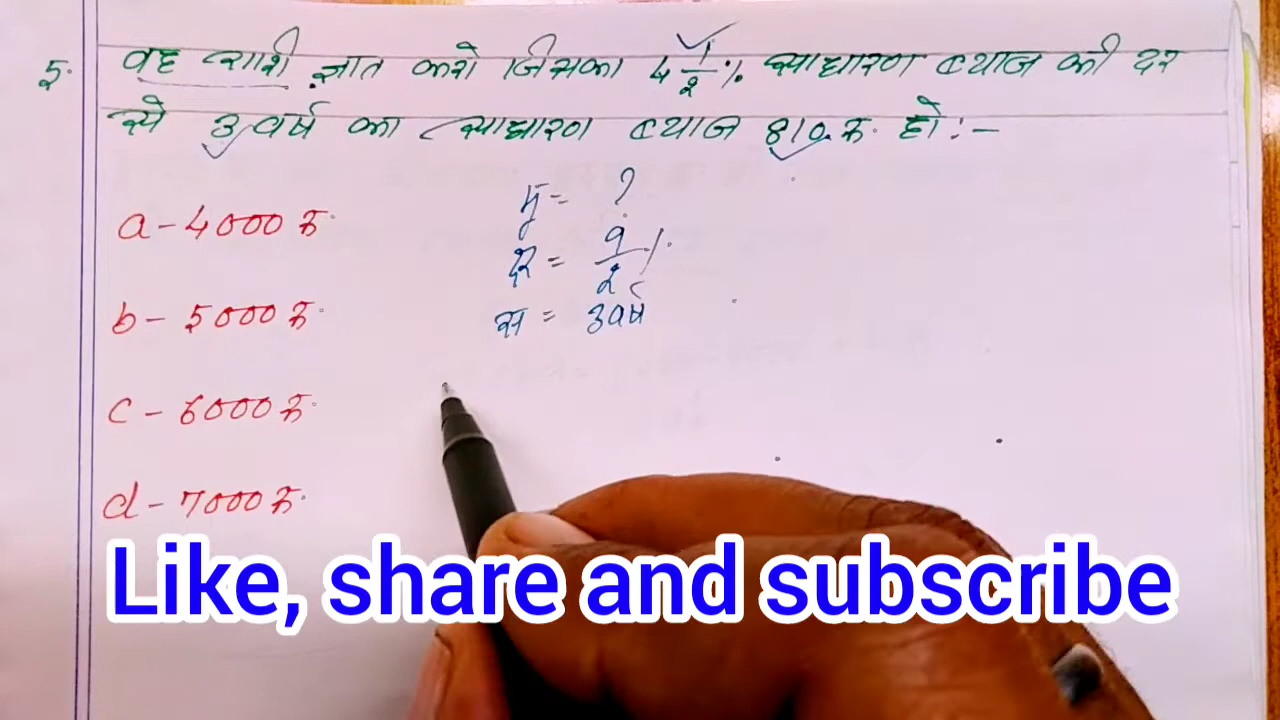 5. वह राशी ज्ञात करो जिसका 4 1/2 % साधारण ब्याज की दर
से 3 वर्ष का साधारण ब्याज 810 रु. हो :-
a - 4000 रु.
मू = ?
दर = 9/2 %
b - 5000 रु.
स = 3 वर्ष
c - 6000 रु.
d - 7000 रु.
Like, share and subscribe